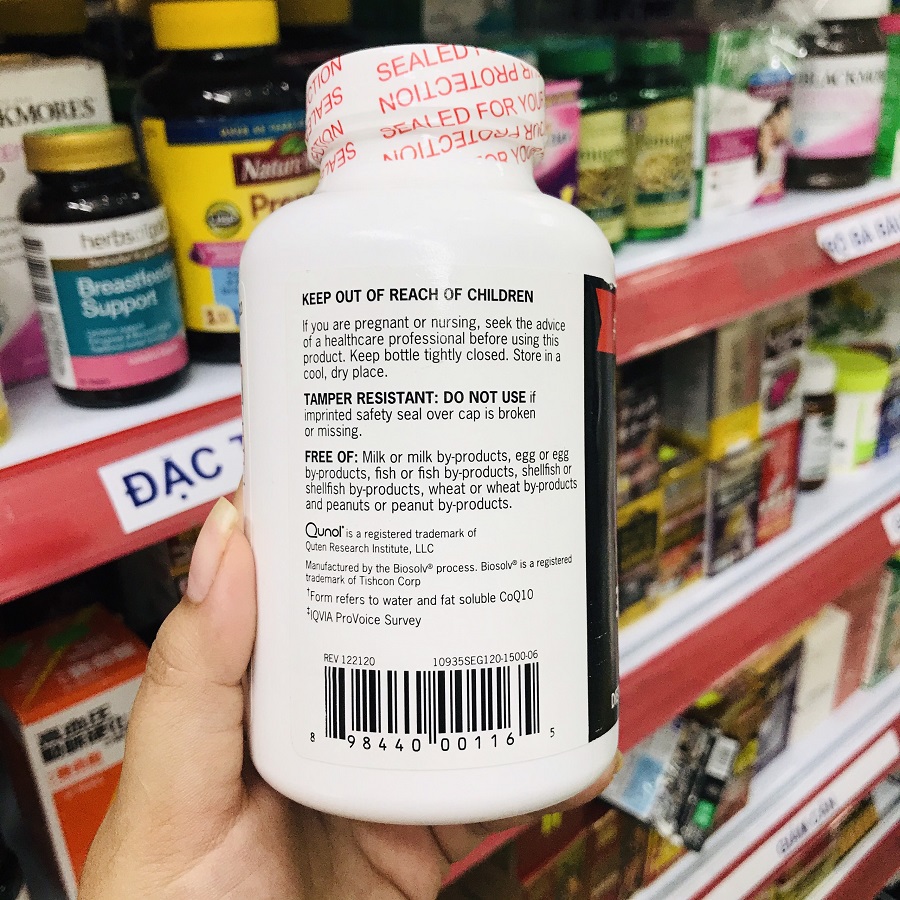 SEALED
PROTECTION
SEALED FOR YOUR
PROTECTION
KEEP OUT OF REACH OF CHILDREN
If you are pregnant or nursing, seek the advice
of a healthcare professional before using this
product. Keep bottle tightly closed. Store in a
cool, dry place.
TAMPER RESISTANT: DO NOT USE if
imprinted safety seal over cap is broken
or missing.
FREE OF: Milk or milk by-products, egg or egg
by-products, fish or fish by-products, shellfish or
shellfish by-products, wheat or wheat by-products
and peanuts or peanut by-products.
Qunol® is a registered trademark of
Quten Research Institute, LLC
Manufactured by the Biosolv® process. Biosolv® is a registered
trademark of Tishcon Corp
†Form refers to water and fat soluble CoQ10
‡IQVIA ProVoice Survey
REV 122120 10935SEG120-1500-06
8 98440 00116 5
herbs of
Breastfeeding
Support
ĐẶC